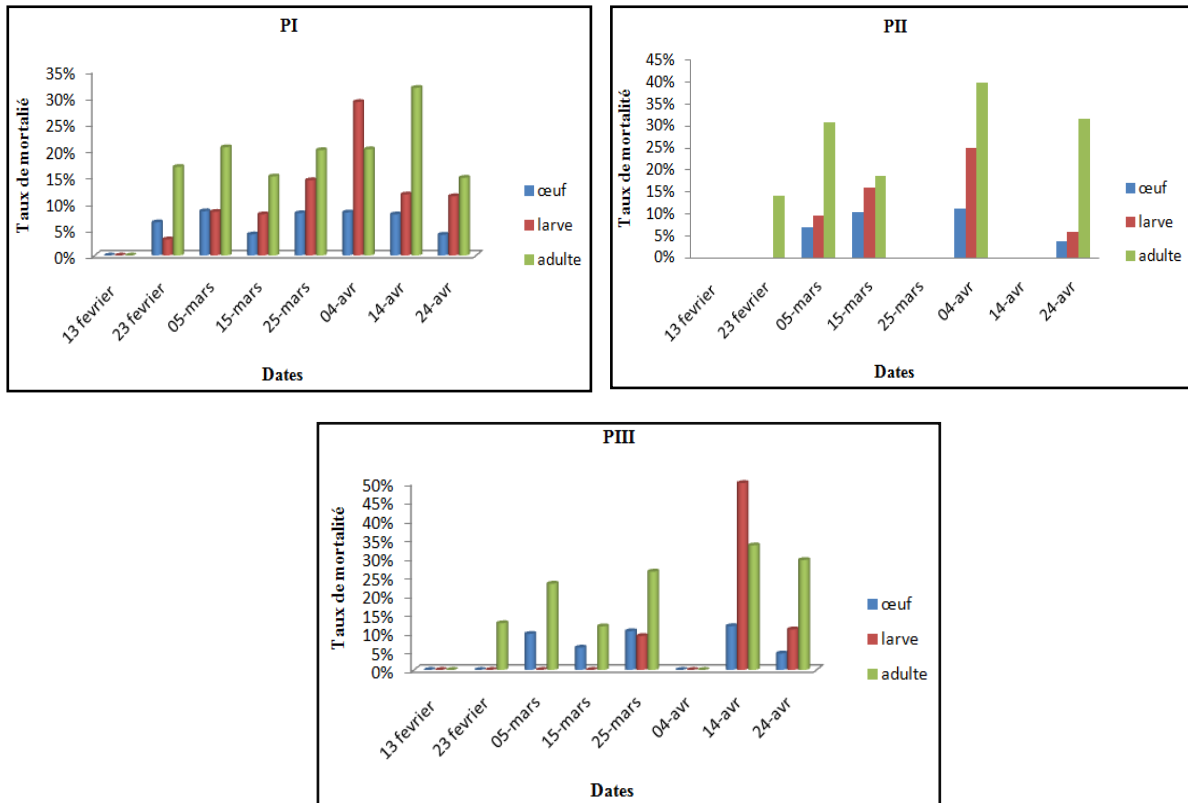 PI
Taux de mortalié
35%
30%
25%
20%
15%
10%
5%
0%
13 fevrier
23 fevrier
05-mars
15-mars
25-mars
04-avr
14-avr
24-avr
Dates
œuf
larve
adulte
PII
Taux de mortalité
45%
40%
35%
30%
25%
20%
15%
10%
5%
0%
13 fevrier
23 fevrier
05-mars
15-mars
25-mars
04-avr
14-avr
24-avr
Dates
œuf
larve
adulte
PIII
Taux de mortalité
50%
45%
40%
35%
30%
25%
20%
15%
10%
5%
0%
13 fevrier
23 fevrier
05-mars
15-mars
25-mars
04-avr
14-avr
24-avr
Dates
œuf
larve
adulte